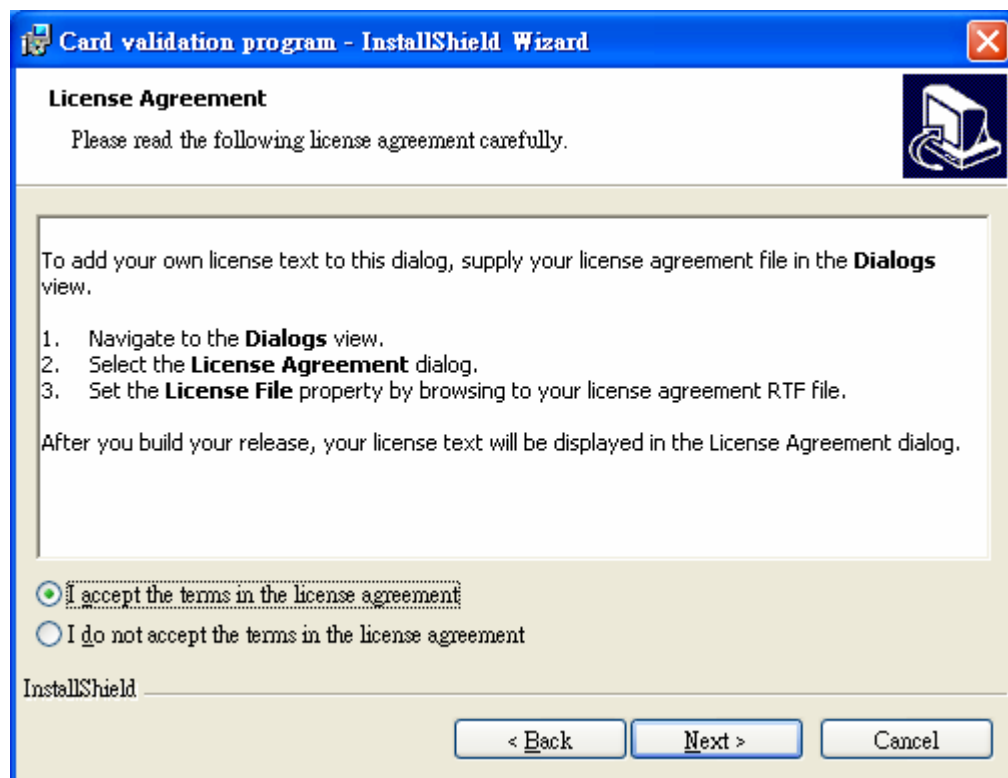 Card validation program - InstallShield Wizard
License Agreement
Please read the following license agreement carefully.
To add your own license text to this dialog, supply your license agreement file in the Dialogs
view.
1. Navigate to the Dialogs view.
2. Select the License Agreement dialog.
3. Set the License File property by browsing to your license agreement RTF file.
After you build your release, your license text will be displayed in the License Agreement dialog.
I accept the terms in the license agreement
I do not accept the terms in the license agreement
InstallShield
< Back Next > Cancel